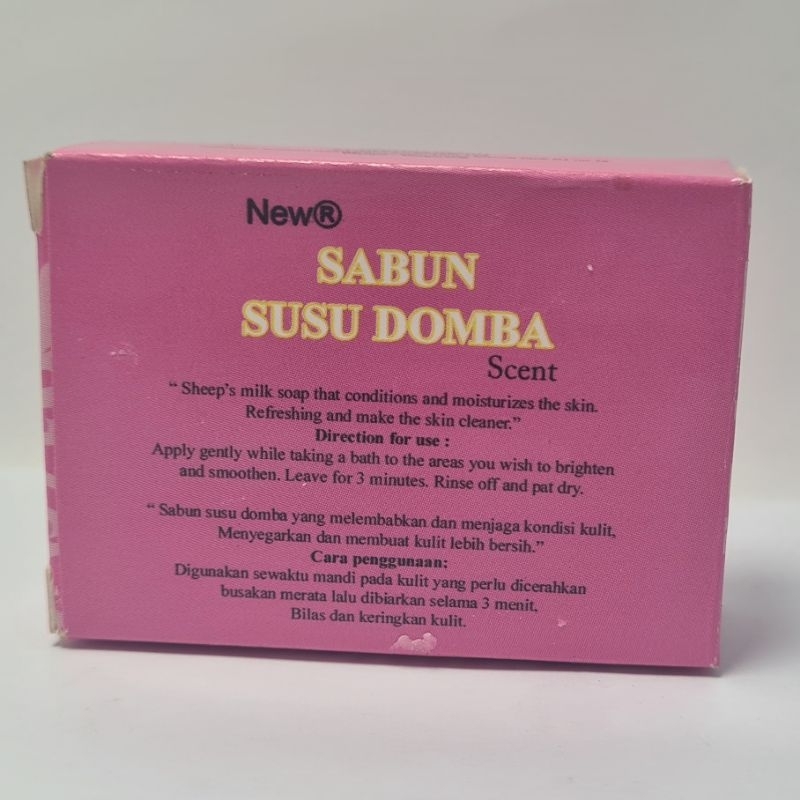 New®
SABUN
SUSU DOMBA
Scent
“ Sheep's milk soap that conditions and moisturizes the skin.
Refreshing and make the skin cleaner.”
Direction for use :
Apply gently while taking a bath to the areas you wish to brighten
and smoothen. Leave for 3 minutes. Rinse off and pat dry.
“ Sabun susu domba yang melembabkan dan menjaga kondisi kulit,
Menyegarkan dan membuat kulit lebih bersih.”
Cara penggunaan:
Digunakan sewaktu mandi pada kulit yang perlu dicerahkan
busakan merata lalu dibiarkan selama 3 menit,
Bilas dan keringkan kulit.